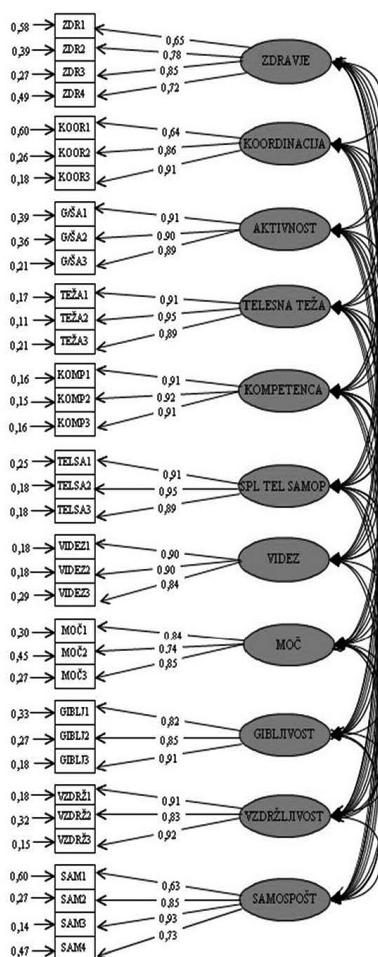 0,58 ZDR1 0,65
0,39 ZDR2 0,78
0,27 ZDR3 0,85
0,49 ZDR4 0,72
ZDRAVJE
0,60 KOOR1 0,64
0,26 KOOR2 0,86
0,18 KOOR3 0,91
KOORDINACIJA
0,39 G/ŠA1 0,91
0,36 G/ŠA2 0,90
0,21 G/ŠA3 0,89
AKTIVNOST
0,17 TEŽA1 0,91
0,11 TEŽA2 0,95
0,21 TEŽA3 0,89
TELESNA TEŽA
0,16 KOMP1 0,91
0,15 KOMP2 0,92
0,16 KOMP3 0,91
KOMPETENCA
0,25 TELSA1 0,91
0,18 TELSA2 0,95
0,18 TELSA3 0,89
SPL TEL SAMOP
0,18 VIDEZ1 0,90
0,18 VIDEZ2 0,90
0,29 VIDEZ3 0,84
VIDEZ
0,30 MOČ1 0,84
0,45 MOČ2 0,74
0,27 MOČ3 0,85
MOČ
0,33 GIBLJ1 0,82
0,27 GIBLJ2 0,85
0,18 GIBLJ3 0,91
GIBLJIVOST
0,18 VZDRŽ1 0,91
0,32 VZDRŽ2 0,83
0,15 VZDRŽ3 0,92
VZDRŽLJIVOST
0,60 SAM1 0,63
0,27 SAM2 0,85
0,14 SAM3 0,93
0,47 SAM4 0,73
SAMOSPOŠT